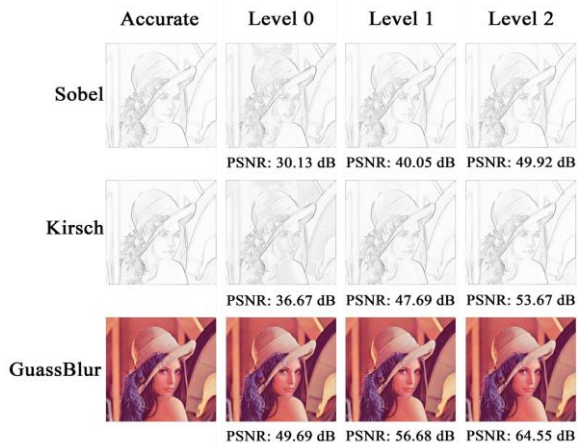 Accurate Level 0 Level 1 Level 2
Sobel
PSNR: 30.13 dB PSNR: 40.05 dB PSNR: 49.92 dB
Kirsch
PSNR: 36.67 dB PSNR: 47.69 dB PSNR: 53.67 dB
GuassBlur
PSNR: 49.69 dB PSNR: 56.68 dB PSNR: 64.55 dB